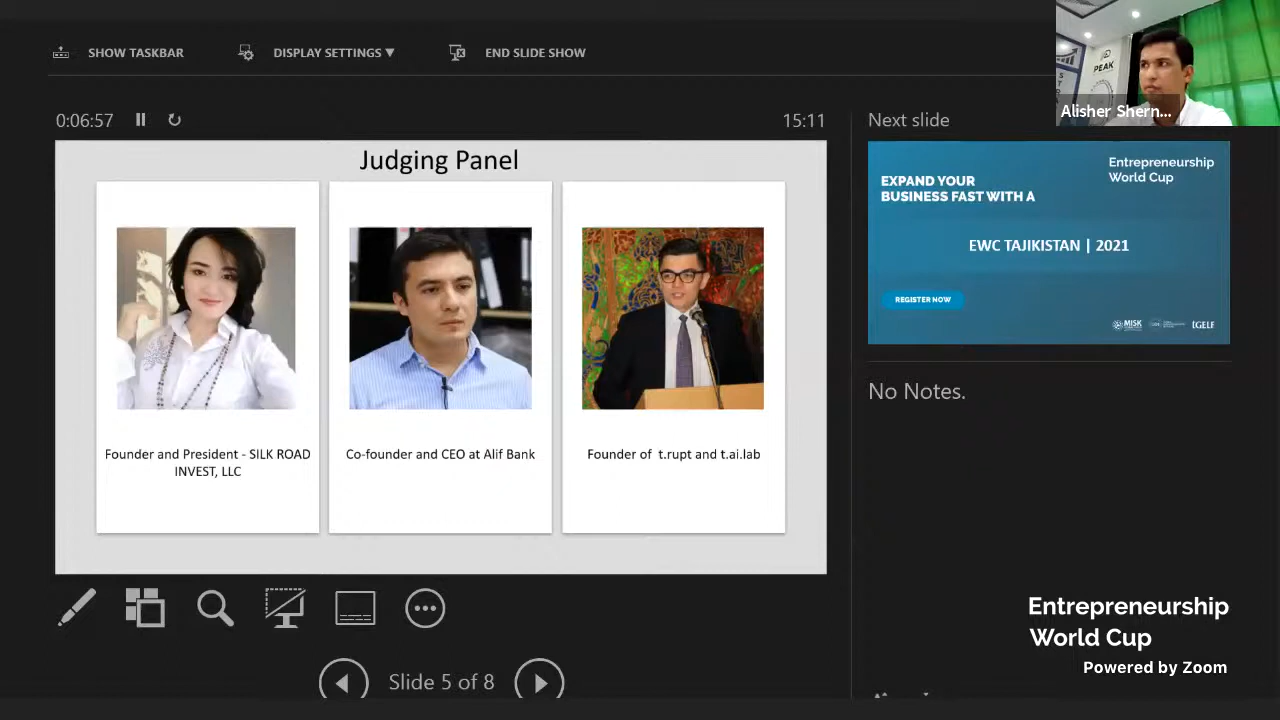 SHOW TASKBAR
DISPLAY SETTINGS ▼
END SLIDE SHOW
PEAK
Alisher Shern...
0:06:57
15:11
Next slide
Judging Panel
Founder and President - SILK ROAD
INVEST, LLC
Co-founder and CEO at Alif Bank
Founder of t.rupt and t.ai.lab
Entrepreneurship
World Cup
EXPAND YOUR
BUSINESS FAST WITH A
EWC TAJIKISTAN | 2021
REGISTER NOW
MISK
No Notes.
Slide 5 of 8
Entrepreneurship
World Cup
Powered by Zoom